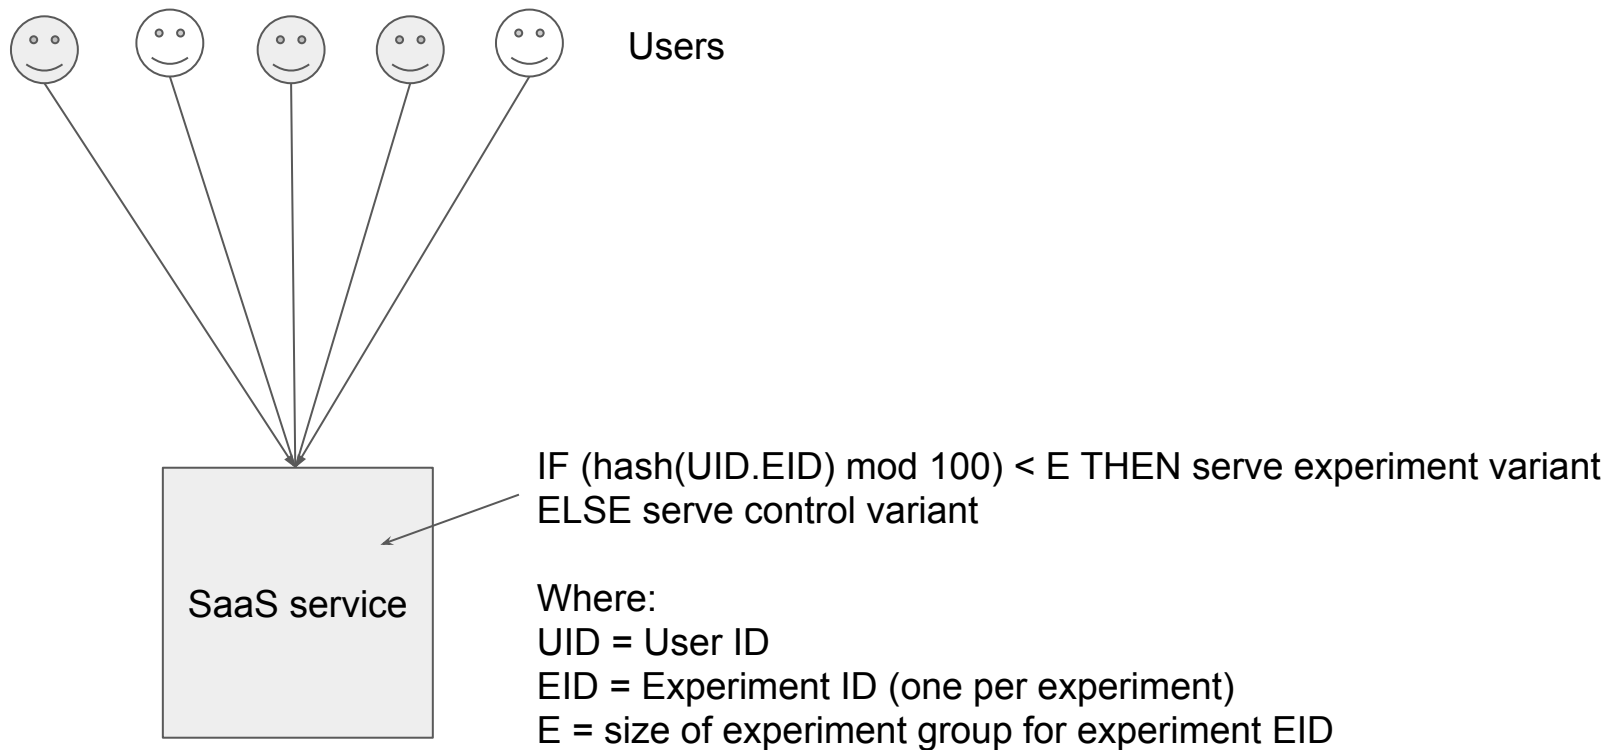 Users
IF (hash(UID.EID) mod 100) < E THEN serve experiment variant
ELSE serve control variant
SaaS service
Where:
UID = User ID
EID = Experiment ID (one per experiment)
E = size of experiment group for experiment EID